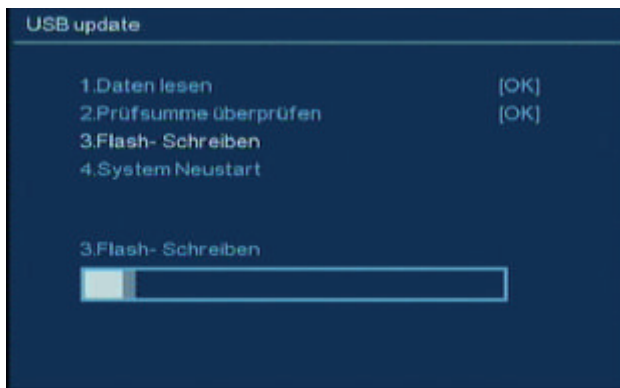 USB update
1.Daten lesen [OK]
2.Prüfsumme überprüfen [OK]
3.Flash- Schreiben
4.System Neustart
3.Flash- Schreiben